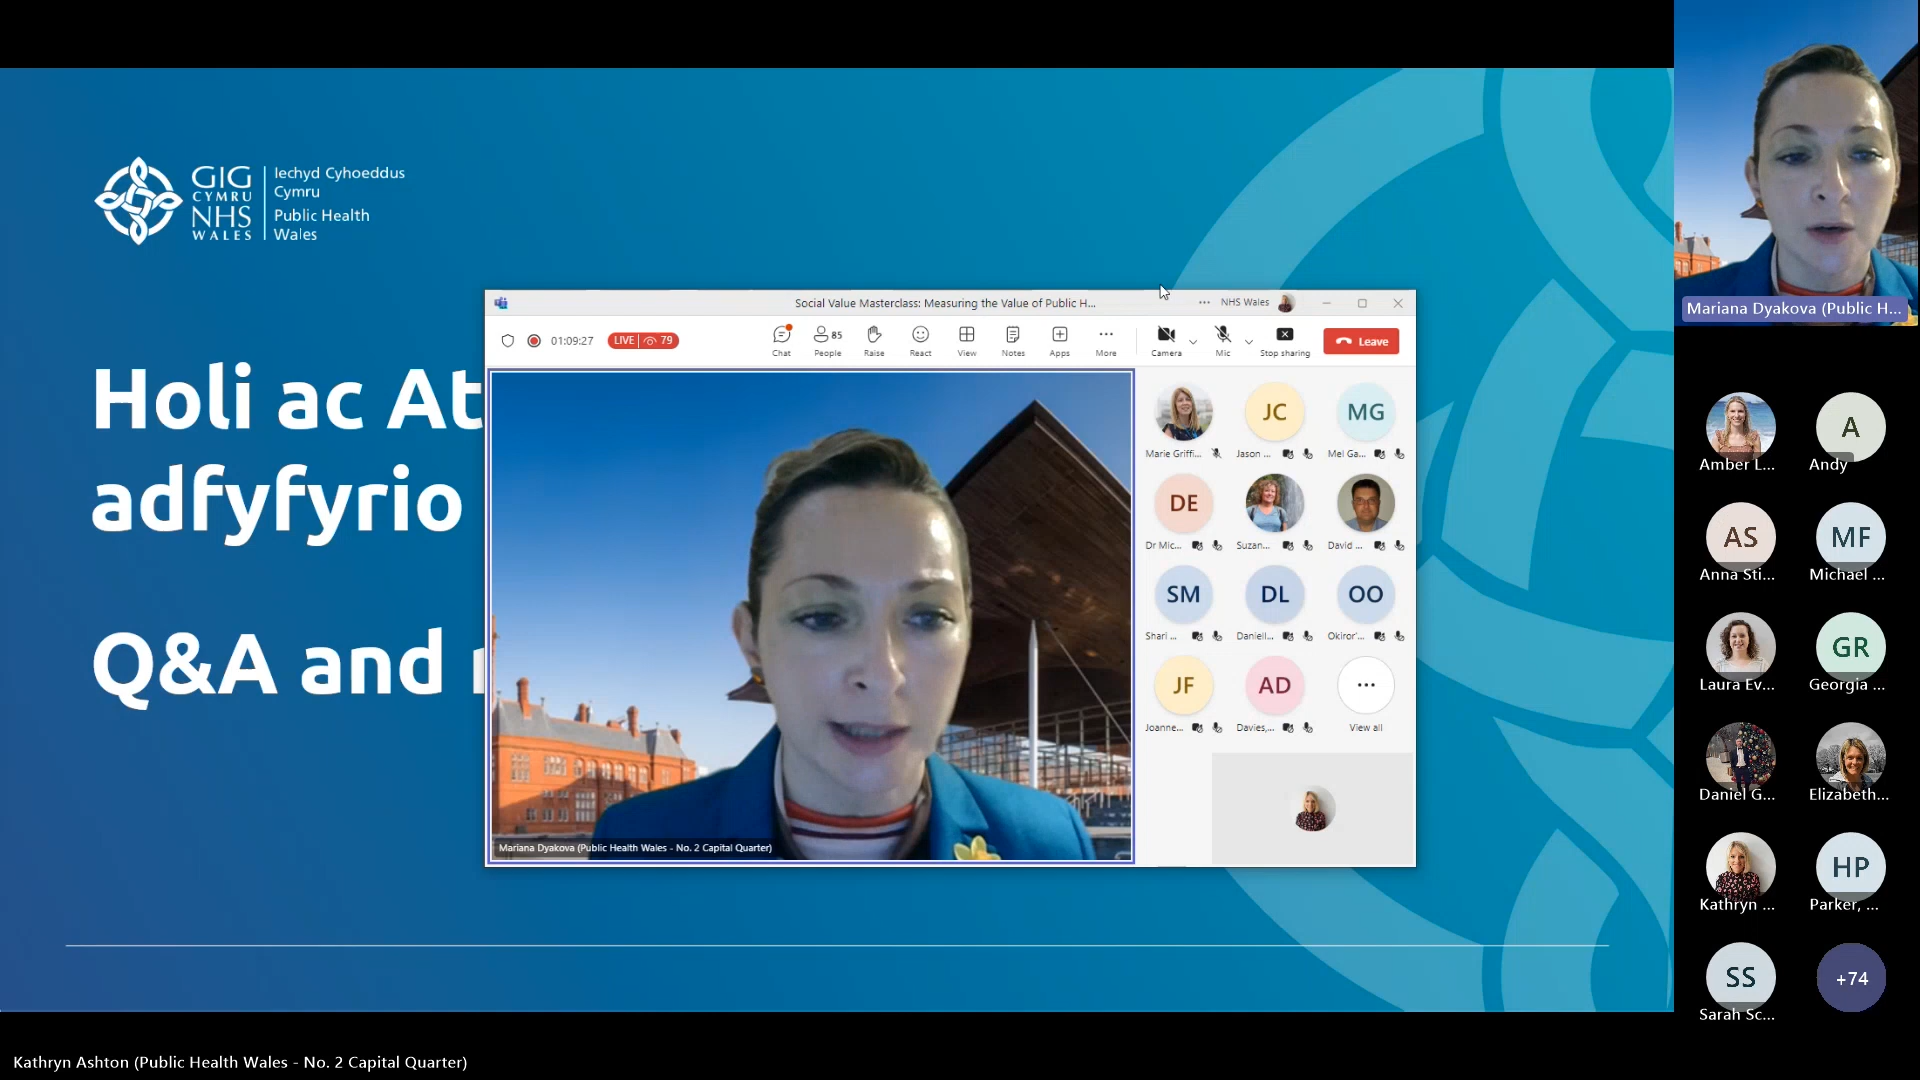 GIG
CYMRU
NHS
WALES
Iechyd Cyhoeddus
Cymru
Public Health
Wales
Holi ac At
adfyfyrio
Q&A and
Social Value Masterclass: Measuring the Value of Public H...
NHS Wales
01:09:27
LIVE 79
Chat
85
People
Raise
React
View
Notes
Apps
More
Camera
Mic
Stop sharing
Leave
Mariana Dyakova (Public Health Wales - No. 2 Capital Quarter)
Marie Griffi...
JC
Jason ...
MG
Mel Ga...
DE
Dr Mic...
Suzan...
David ...
SM
Shari ...
DL
Daniell...
OO
Okiror'...
JF
Joanne...
AD
Davies,...
View all
Mariana Dyakova (Public H...
Amber L...
A
Andy
AS
Anna Sti...
MF
Michael ...
Laura Ev...
GR
Georgia ...
Daniel G...
Elizabeth...
Kathryn ...
HP
Parker, ...
SS
Sarah Sc...
+74
Kathryn Ashton (Public Health Wales - No. 2 Capital Quarter)